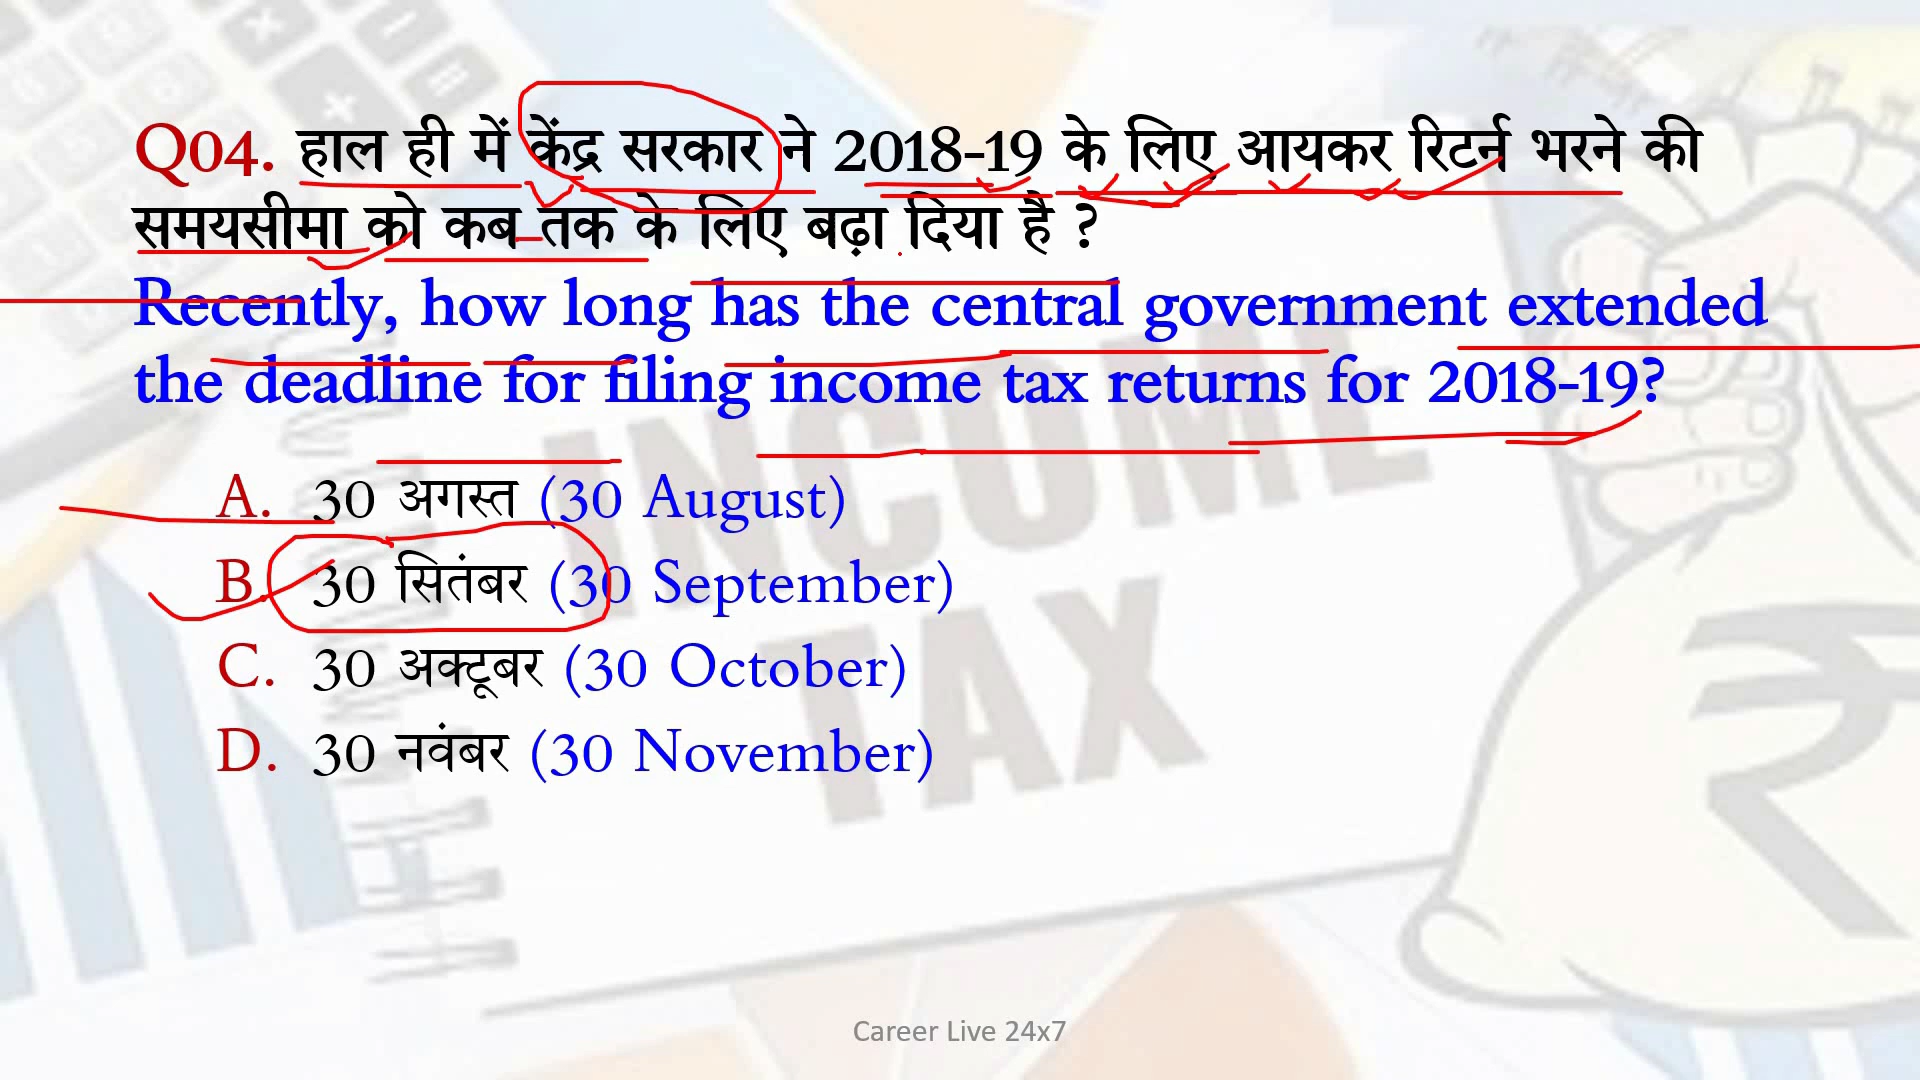 Q04. हाल ही में केंद्र सरकार ने 2018-19 के लिए आयकर रिटर्न भरने की
समयसीमा को कब तक के लिए बढ़ा दिया है ?
Recently, how long has the central government extended
the deadline for filing income tax returns for 2018-19?
A. 30 अगस्त (30 August)
B. 30 सितंबर (30 September)
C. 30 अक्टूबर (30 October)
D. 30 नवंबर (30 November)
INCOME
TAX
Career Live 24x7